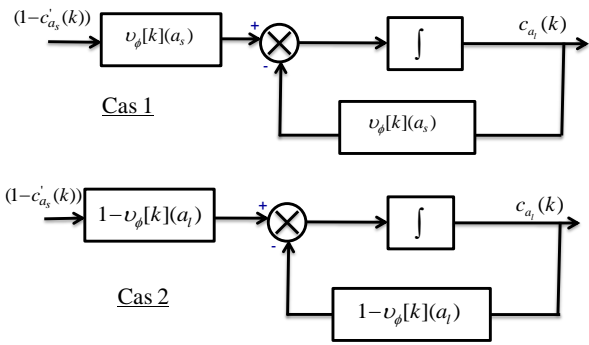 (1-c'_{a_s}(k))
υ_ϕ[k](a_s)
+
-
∫
c_{a_l}(k)
υ_ϕ[k](a_s)
Cas 1
(1-c'_{a_s}(k))
1-υ_ϕ[k](a_l)
+
-
∫
c_{a_l}(k)
1-υ_ϕ[k](a_l)
Cas 2